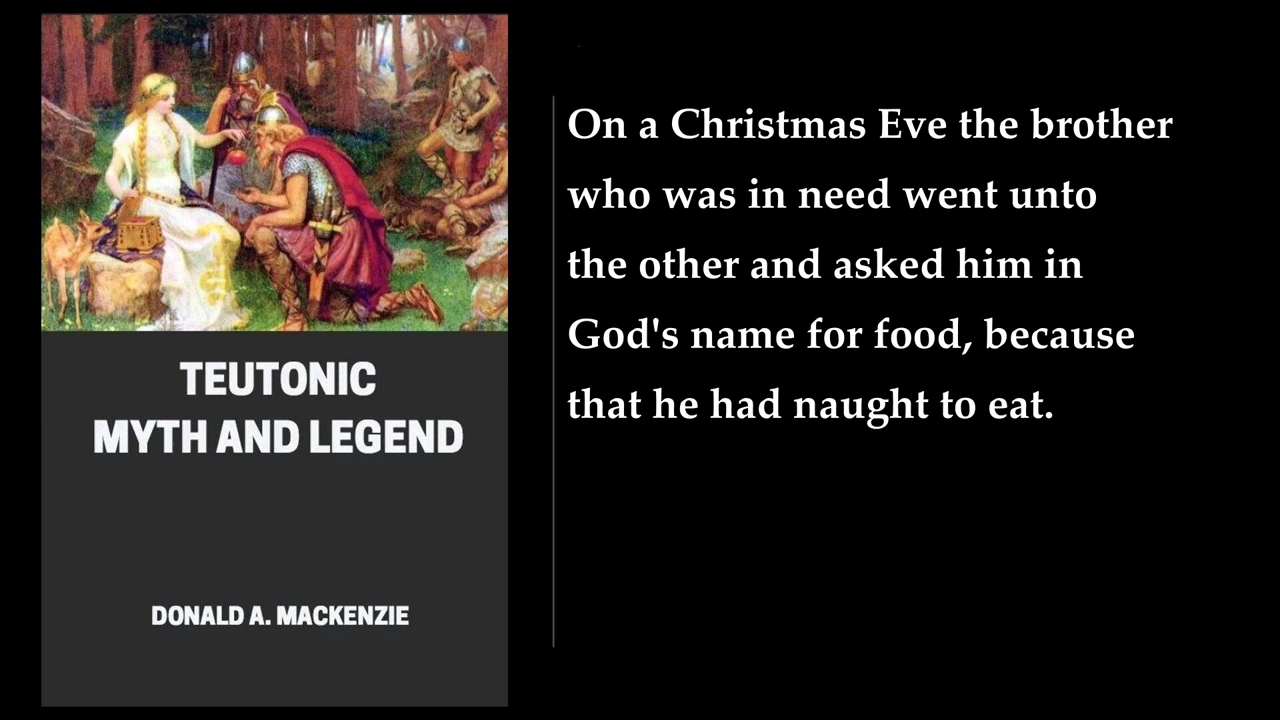 TEUTONIC
MYTH AND LEGEND
DONALD A. MACKENZIE
On a Christmas Eve the brother
who was in need went unto
the other and asked him in
God's name for food, because
that he had naught to eat.